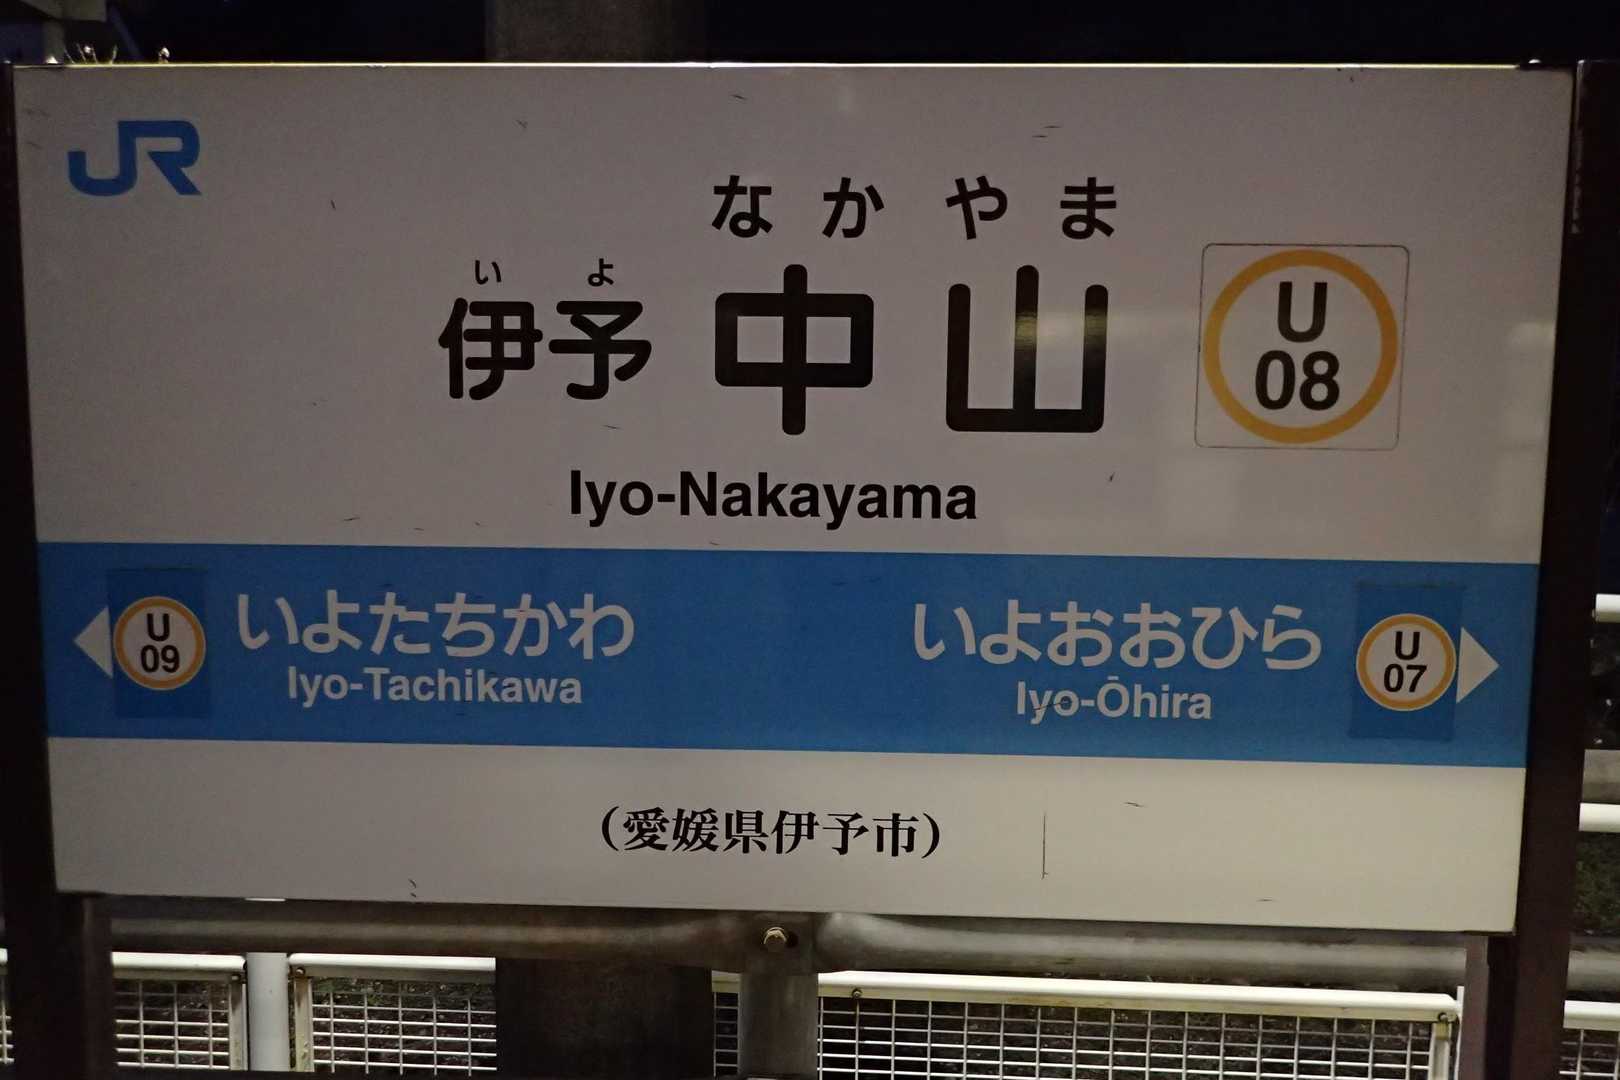 JR
なかやま
いよ
伊予中山
U
08
Iyo-Nakayama
U
09
いよたちかわ
Iyo-Tachikawa
いよおおひら
Iyo-Ōhira
U
07
(愛媛県伊予市)